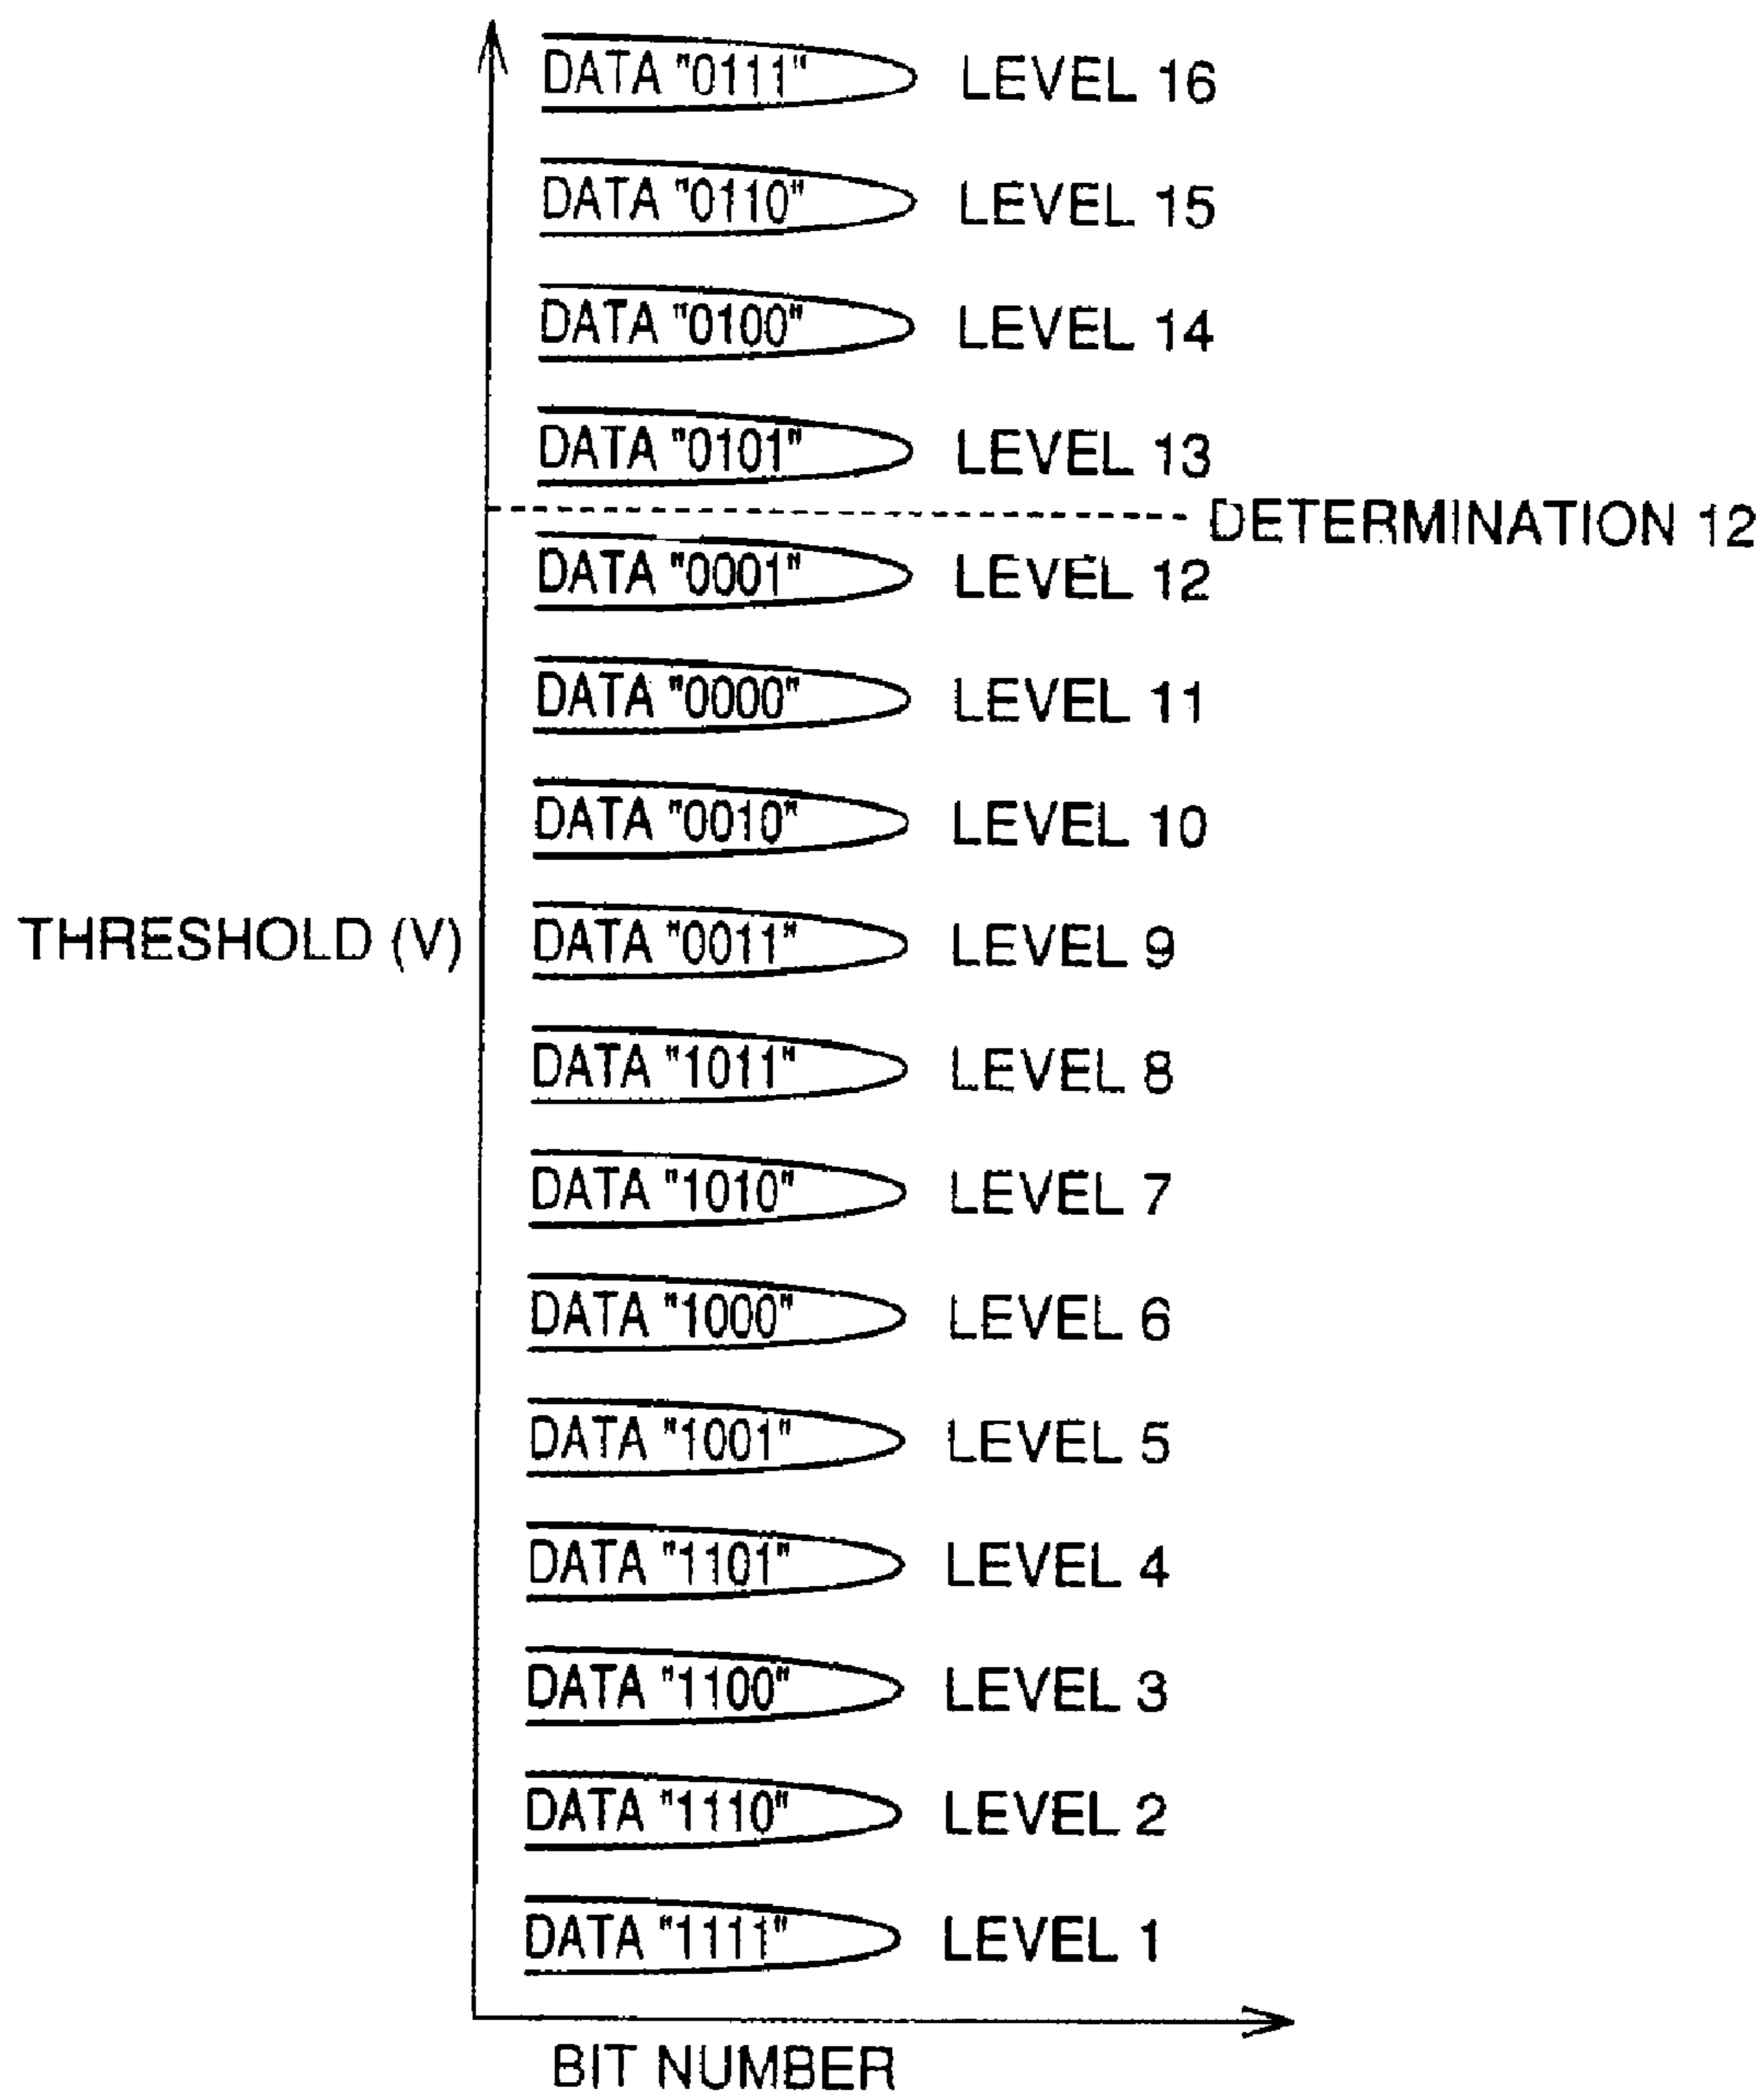 DATA "0111" LEVEL 16
DATA "0110" LEVEL 15
DATA "0100" LEVEL 14
DATA "0101" LEVEL 13
DETERMINATION 12
DATA "0001" LEVEL 12
DATA "0000" LEVEL 11
DATA "0010" LEVEL 10
THRESHOLD (V)
DATA "0011" LEVEL 9
DATA "1011" LEVEL 8
DATA "1010" LEVEL 7
DATA "1000" LEVEL 6
DATA "1001" LEVEL 5
DATA "1101" LEVEL 4
DATA "1100" LEVEL 3
DATA "1110" LEVEL 2
DATA "1111" LEVEL 1
BIT NUMBER